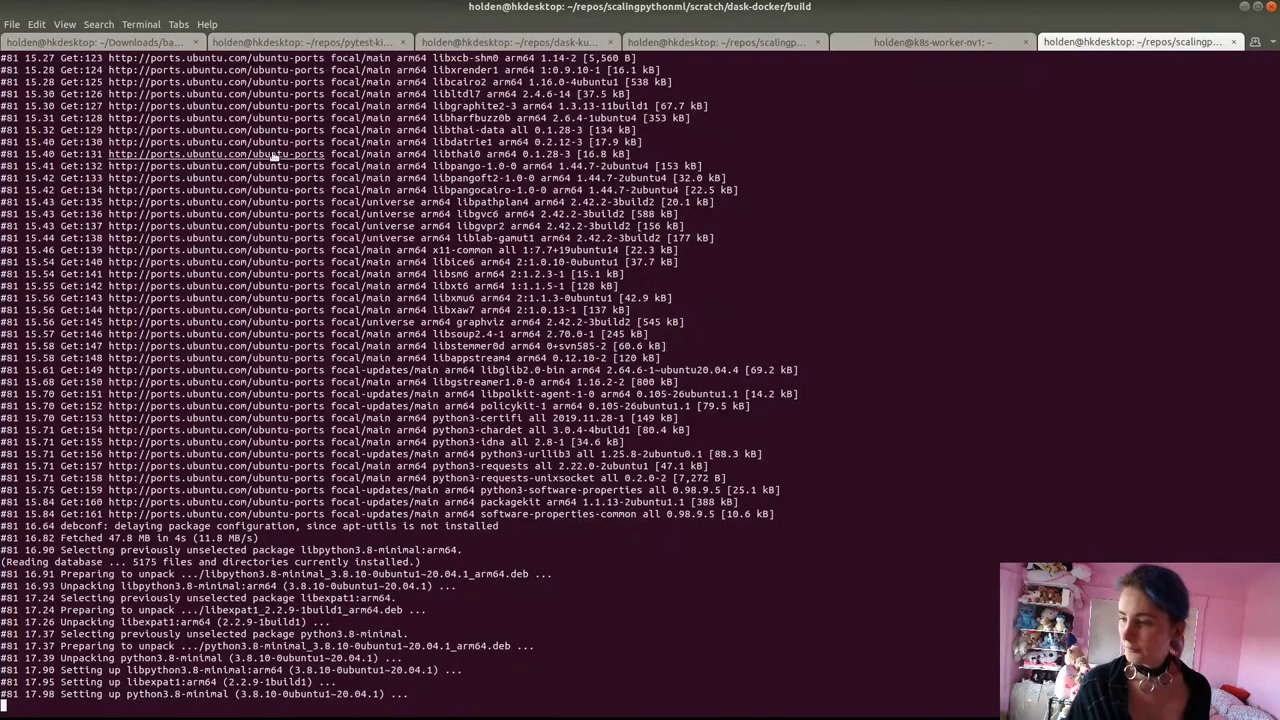 holden@hkdesktop: ~/repos/scalingpythonml/scratch/dask-docker/build
File Edit View Search Terminal Tabs Help
holden@hkdesktop: ~/Downloads/ba... × holden@hkdesktop: ~/repos/pytest-ki... × holden@hkdesktop: ~/repos/dask-ku... × holden@hkdesktop: ~/repos/scalingp... × holden@k8s-worker-nv1: ~ × holden@hkdesktop: ~/repos/scalingp... ×
#81 15.27 Get:123 http://ports.ubuntu.com/ubuntu-ports focal/main arm64 libxcb-shm0 arm64 1.14-2 [5,560 B]
#81 15.28 Get:124 http://ports.ubuntu.com/ubuntu-ports focal/main arm64 libxrender1 arm64 1:0.9.10-1 [16.1 kB]
#81 15.28 Get:125 http://ports.ubuntu.com/ubuntu-ports focal/main arm64 libcairo2 arm64 1.16.0-4ubuntu1 [538 kB]
#81 15.30 Get:126 http://ports.ubuntu.com/ubuntu-ports focal/main arm64 libltdl7 arm64 2.4.6-14 [37.5 kB]
#81 15.30 Get:127 http://ports.ubuntu.com/ubuntu-ports focal/main arm64 libgraphite2-3 arm64 1.3.13-11build1 [67.7 kB]
#81 15.31 Get:128 http://ports.ubuntu.com/ubuntu-ports focal/main arm64 libharfbuzz0b arm64 2.6.4-1ubuntu4 [353 kB]
#81 15.32 Get:129 http://ports.ubuntu.com/ubuntu-ports focal/main arm64 libthai-data all 0.1.28-3 [134 kB]
#81 15.40 Get:130 http://ports.ubuntu.com/ubuntu-ports focal/main arm64 libdatrie1 arm64 0.2.12-3 [17.9 kB]
#81 15.40 Get:131 http://ports.ubuntu.com/ubuntu-ports focal/main arm64 libthai0 arm64 0.1.28-3 [16.8 kB]
#81 15.41 Get:132 http://ports.ubuntu.com/ubuntu-ports focal/main arm64 libpango-1.0-0 arm64 1.44.7-2ubuntu4 [153 kB]
#81 15.42 Get:133 http://ports.ubuntu.com/ubuntu-ports focal/main arm64 libpangoft2-1.0-0 arm64 1.44.7-2ubuntu4 [32.0 kB]
#81 15.42 Get:134 http://ports.ubuntu.com/ubuntu-ports focal/main arm64 libpangocairo-1.0-0 arm64 1.44.7-2ubuntu4 [22.5 kB]
#81 15.43 Get:135 http://ports.ubuntu.com/ubuntu-ports focal/universe arm64 libpathplan4 arm64 2.42.2-3build2 [20.1 kB]
#81 15.43 Get:136 http://ports.ubuntu.com/ubuntu-ports focal/universe arm64 libgvc6 arm64 2.42.2-3build2 [588 kB]
#81 15.43 Get:137 http://ports.ubuntu.com/ubuntu-ports focal/universe arm64 libgvpr2 arm64 2.42.2-3build2 [156 kB]
#81 15.44 Get:138 http://ports.ubuntu.com/ubuntu-ports focal/universe arm64 liblab-gamut1 arm64 2.42.2-3build2 [177 kB]
#81 15.46 Get:139 http://ports.ubuntu.com/ubuntu-ports focal/main arm64 x11-common all 1:7.7+19ubuntu14 [22.3 kB]
#81 15.54 Get:140 http://ports.ubuntu.com/ubuntu-ports focal/main arm64 libice6 arm64 2:1.0.10-0ubuntu1 [37.7 kB]
#81 15.54 Get:141 http://ports.ubuntu.com/ubuntu-ports focal/main arm64 libsm6 arm64 2:1.2.3-1 [15.1 kB]
#81 15.55 Get:142 http://ports.ubuntu.com/ubuntu-ports focal/main arm64 libxt6 arm64 1:1.1.5-1 [128 kB]
#81 15.56 Get:143 http://ports.ubuntu.com/ubuntu-ports focal/main arm64 libxmu6 arm64 2:1.1.3-0ubuntu1 [42.9 kB]
#81 15.56 Get:144 http://ports.ubuntu.com/ubuntu-ports focal/main arm64 libxaw7 arm64 2:1.0.13-1 [137 kB]
#81 15.56 Get:145 http://ports.ubuntu.com/ubuntu-ports focal/universe arm64 graphviz arm64 2.42.2-3build2 [545 kB]
#81 15.57 Get:146 http://ports.ubuntu.com/ubuntu-ports focal/main arm64 libsoup2.4-1 arm64 2.70.0-1 [245 kB]
#81 15.58 Get:147 http://ports.ubuntu.com/ubuntu-ports focal/main arm64 libstemmer0d arm64 0+svn585-2 [60.6 kB]
#81 15.58 Get:148 http://ports.ubuntu.com/ubuntu-ports focal/main arm64 libappstream4 arm64 0.12.10-2 [120 kB]
#81 15.61 Get:149 http://ports.ubuntu.com/ubuntu-ports focal-updates/main arm64 libglib2.0-bin arm64 2.64.6-1~ubuntu20.04.4 [69.2 kB]
#81 15.68 Get:150 http://ports.ubuntu.com/ubuntu-ports focal/main arm64 libgstreamer1.0-0 arm64 1.16.2-2 [800 kB]
#81 15.70 Get:151 http://ports.ubuntu.com/ubuntu-ports focal-updates/main arm64 libpolkit-agent-1-0 arm64 0.105-26ubuntu1.1 [14.2 kB]
#81 15.70 Get:152 http://ports.ubuntu.com/ubuntu-ports focal-updates/main arm64 policykit-1 arm64 0.105-26ubuntu1.1 [79.5 kB]
#81 15.70 Get:153 http://ports.ubuntu.com/ubuntu-ports focal/main arm64 python3-certifi all 2019.11.28-1 [149 kB]
#81 15.71 Get:154 http://ports.ubuntu.com/ubuntu-ports focal/main arm64 python3-chardet all 3.0.4-4build1 [80.4 kB]
#81 15.71 Get:155 http://ports.ubuntu.com/ubuntu-ports focal/main arm64 python3-idna all 2.8-1 [34.6 kB]
#81 15.71 Get:156 http://ports.ubuntu.com/ubuntu-ports focal-updates/main arm64 python3-urllib3 all 1.25.8-2ubuntu0.1 [88.3 kB]
#81 15.71 Get:157 http://ports.ubuntu.com/ubuntu-ports focal/main arm64 python3-requests all 2.22.0-2ubuntu1 [47.1 kB]
#81 15.71 Get:158 http://ports.ubuntu.com/ubuntu-ports focal/main arm64 python3-requests-unixsocket all 0.2.0-2 [7,272 B]
#81 15.75 Get:159 http://ports.ubuntu.com/ubuntu-ports focal-updates/main arm64 python3-software-properties all 0.98.9.5 [25.1 kB]
#81 15.84 Get:160 http://ports.ubuntu.com/ubuntu-ports focal-updates/main arm64 packagekit arm64 1.1.13-2ubuntu1.1 [388 kB]
#81 15.84 Get:161 http://ports.ubuntu.com/ubuntu-ports focal-updates/main arm64 software-properties-common all 0.98.9.5 [10.6 kB]
#81 16.64 debconf: delaying package configuration, since apt-utils is not installed
#81 16.82 Fetched 47.8 MB in 4s (11.8 MB/s)
#81 16.90 Selecting previously unselected package libpython3.8-minimal:arm64.
(Reading database ... 5175 files and directories currently installed.)
#81 16.91 Preparing to unpack .../libpython3.8-minimal_3.8.10-0ubuntu1~20.04.1_arm64.deb ...
#81 16.93 Unpacking libpython3.8-minimal:arm64 (3.8.10-0ubuntu1~20.04.1) ...
#81 17.24 Selecting previously unselected package libexpat1:arm64.
#81 17.24 Preparing to unpack .../libexpat1_2.2.9-1build1_arm64.deb ...
#81 17.26 Unpacking libexpat1:arm64 (2.2.9-1build1) ...
#81 17.37 Selecting previously unselected package python3.8-minimal.
#81 17.37 Preparing to unpack .../python3.8-minimal_3.8.10-0ubuntu1~20.04.1_arm64.deb ...
#81 17.39 Unpacking python3.8-minimal (3.8.10-0ubuntu1~20.04.1) ...
#81 17.90 Setting up libpython3.8-minimal:arm64 (3.8.10-0ubuntu1~20.04.1) ...
#81 17.95 Setting up libexpat1:arm64 (2.2.9-1build1) ...
#81 17.98 Setting up python3.8-minimal (3.8.10-0ubuntu1~20.04.1) ...